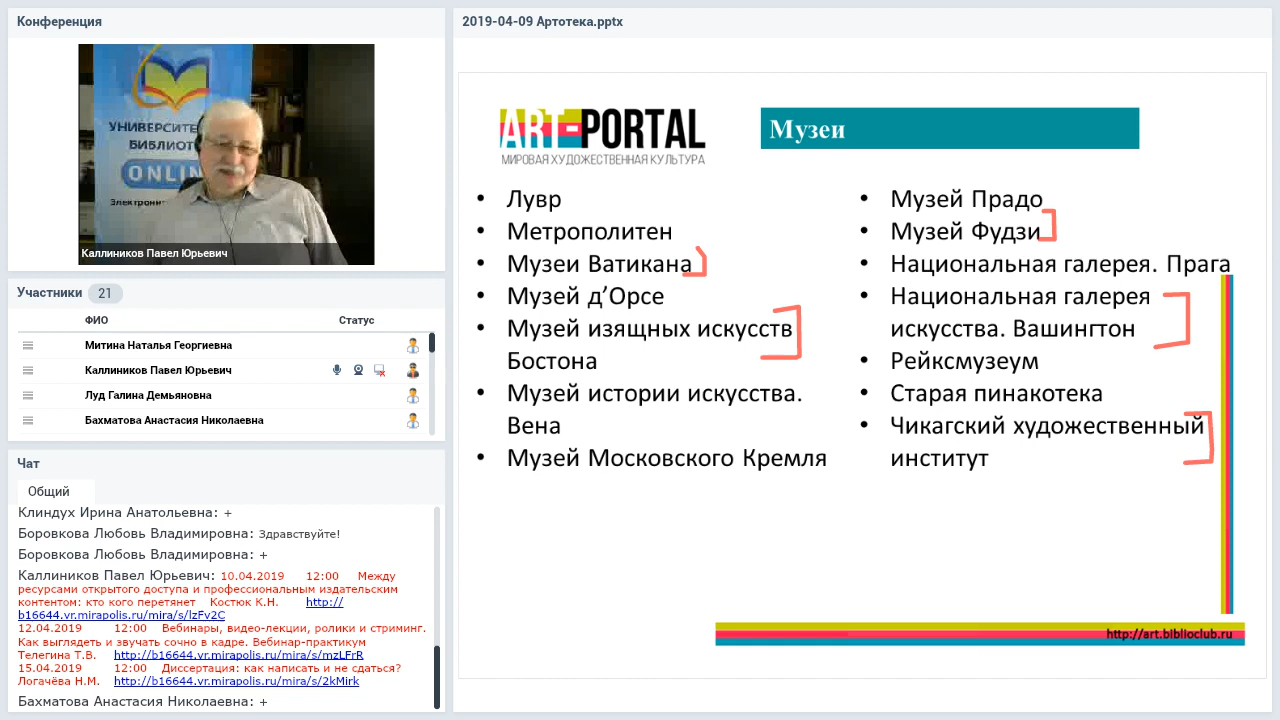 Конференция
УНИВЕРСИТЕ
БИБЛИОТ
ONLIN
Электронн
Каллиников Павел Юрьевич
Участники 21
ФИО Статус
Митина Наталья Георгиевна
Каллиников Павел Юрьевич
Луд Галина Демьяновна
Бахматова Анастасия Николаевна
Чат
Общий
Клиндух Ирина Анатольевна: +
Боровкова Любовь Владимировна: Здравствуйте!
Боровкова Любовь Владимировна: +
Каллиников Павел Юрьевич: 10.04.2019 12:00 Между
ресурсами открытого доступа и профессиональным издательским
контентом: кто кого перетянет Костюк К.Н. http://
b16644.vr.mirapolis.ru/mira/s/lzFv2C
12.04.2019 12:00 Вебинары, видео-лекции, ролики и стриминг.
Как выглядеть и звучать сочно в кадре. Вебинар-практикум
Телегина Т.В. http://b16644.vr.mirapolis.ru/mira/s/mzLFrR
15.04.2019 12:00 Диссертация: как написать и не сдаться?
Логачёва Н.М. http://b16644.vr.mirapolis.ru/mira/s/2kMirk
Бахматова Анастасия Николаевна: +
2019-04-09 Артотека.pptx
ART-PORTAL
МИРОВАЯ ХУДОЖЕСТВЕННАЯ КУЛЬТУРА
Музеи
• Лувр
• Метрополитен
• Музеи Ватикана
• Музей д’Орсе
• Музей изящных искусств
Бостона
• Музей истории искусства.
Вена
• Музей Московского Кремля
• Музей Прадо
• Музей Фудзи
• Национальная галерея. Прага
• Национальная галерея
искусства. Вашингтон
• Рейксмузеум
• Старая пинакотека
• Чикагский художественный
институт
http://art.biblioclub.ru